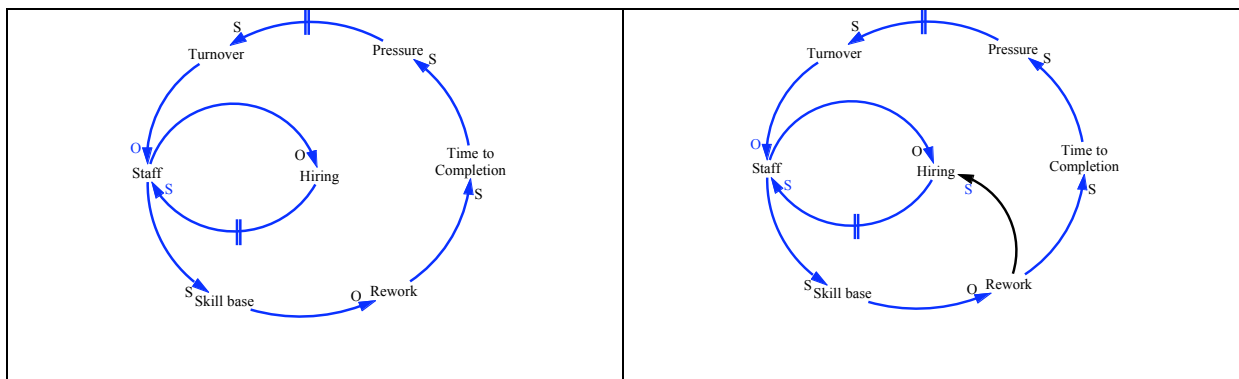 S
Turnover
Pressure
S
O
Staff
S
O
Hiring
Time to
Completion
S
S
Skill base
O
Rework
S
Turnover
Pressure
S
O
Staff
S
O
Hiring
S
Time to
Completion
S
S
Skill base
O
Rework